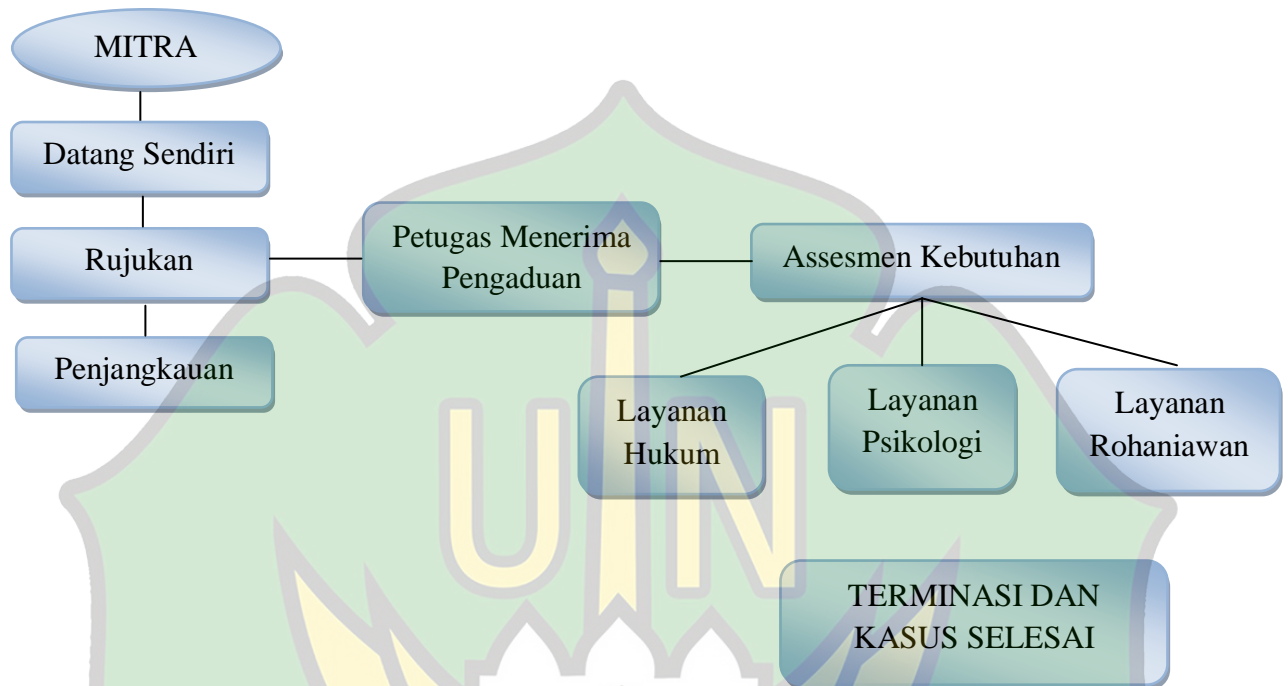 MITRA
Datang Sendiri
Rujukan
Penjangkauan
Petugas Menerima
Pengaduan
Assesmen Kebutuhan
Layanan
Hukum
Layanan
Psikologi
Layanan
Rohaniawan
UIN
TERMINASI DAN
KASUS SELESAI